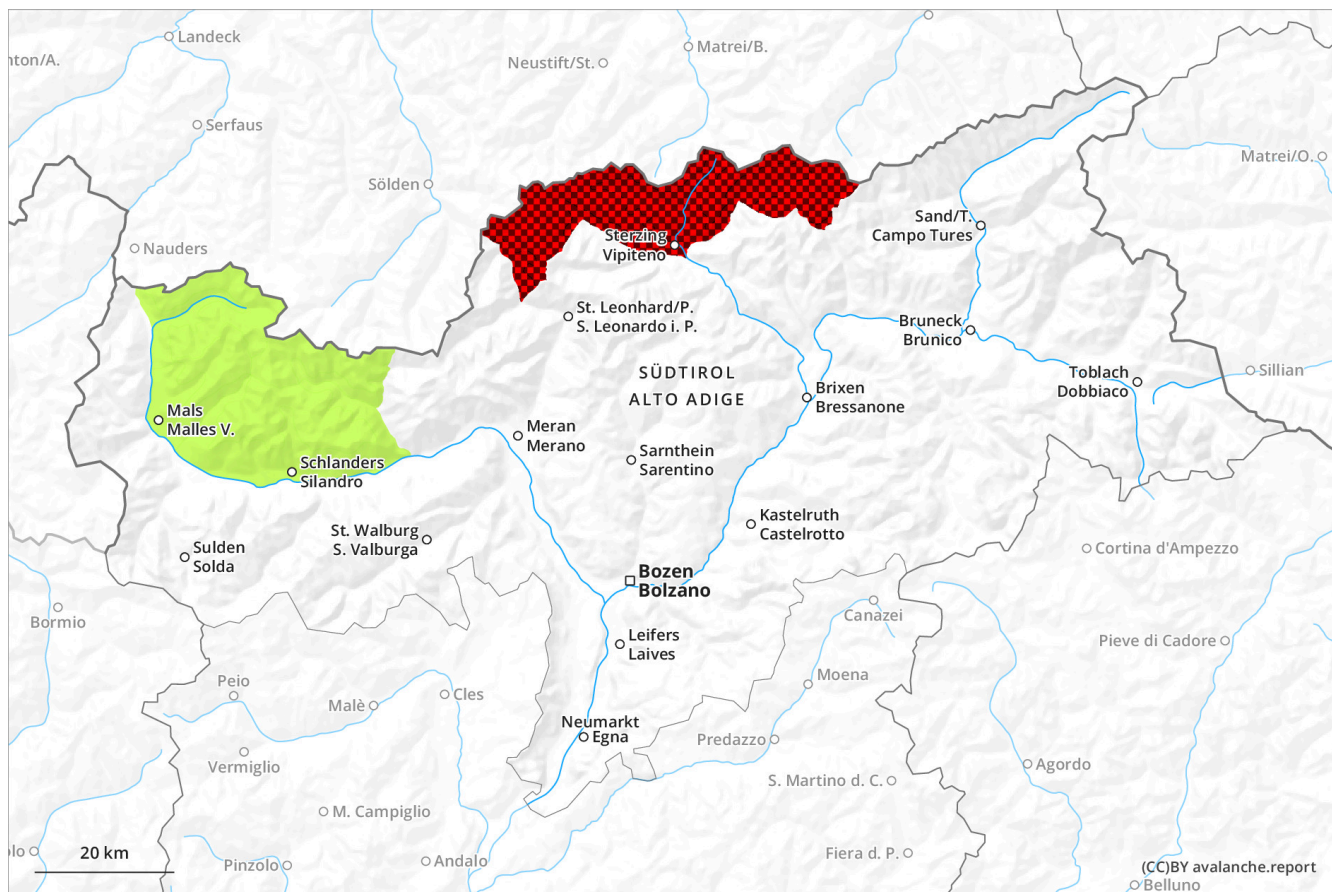 Landeck
nton/A.
Neustift/St.
Matrei/B.
Serfaus
Matrei/O.
Sölden
Sand/T.
Campo Tures
Sterzing
Vipiteno
Nauders
St. Leonhard/P.
S. Leonardo i. P.
Bruneck
Brunico
SÜDTIROL
ALTO ADIGE
Toblach
Dobbiaco
Sillian
Brixen
Bressanone
Mals
Malles V.
Meran
Merano
Sarnthein
Sarentino
Schlanders
Silandro
Kastelruth
Castelrotto
St. Walburg
S. Valburga
Sulden
Solda
Cortina d'Ampezzo
Bozen
Bolzano
Bormio
Canazei
Leifers
Laives
Pieve di Cadore
Peio
Malè
Cles
Moena
Neumarkt
Egna
Predazzo
Vermiglio
Agordo
S. Martino d. C.
M. Campiglio
olo
20 km
Pinzolo
Andalo
Fiera d. P.
(CC)BY avalanche.report
Belluno